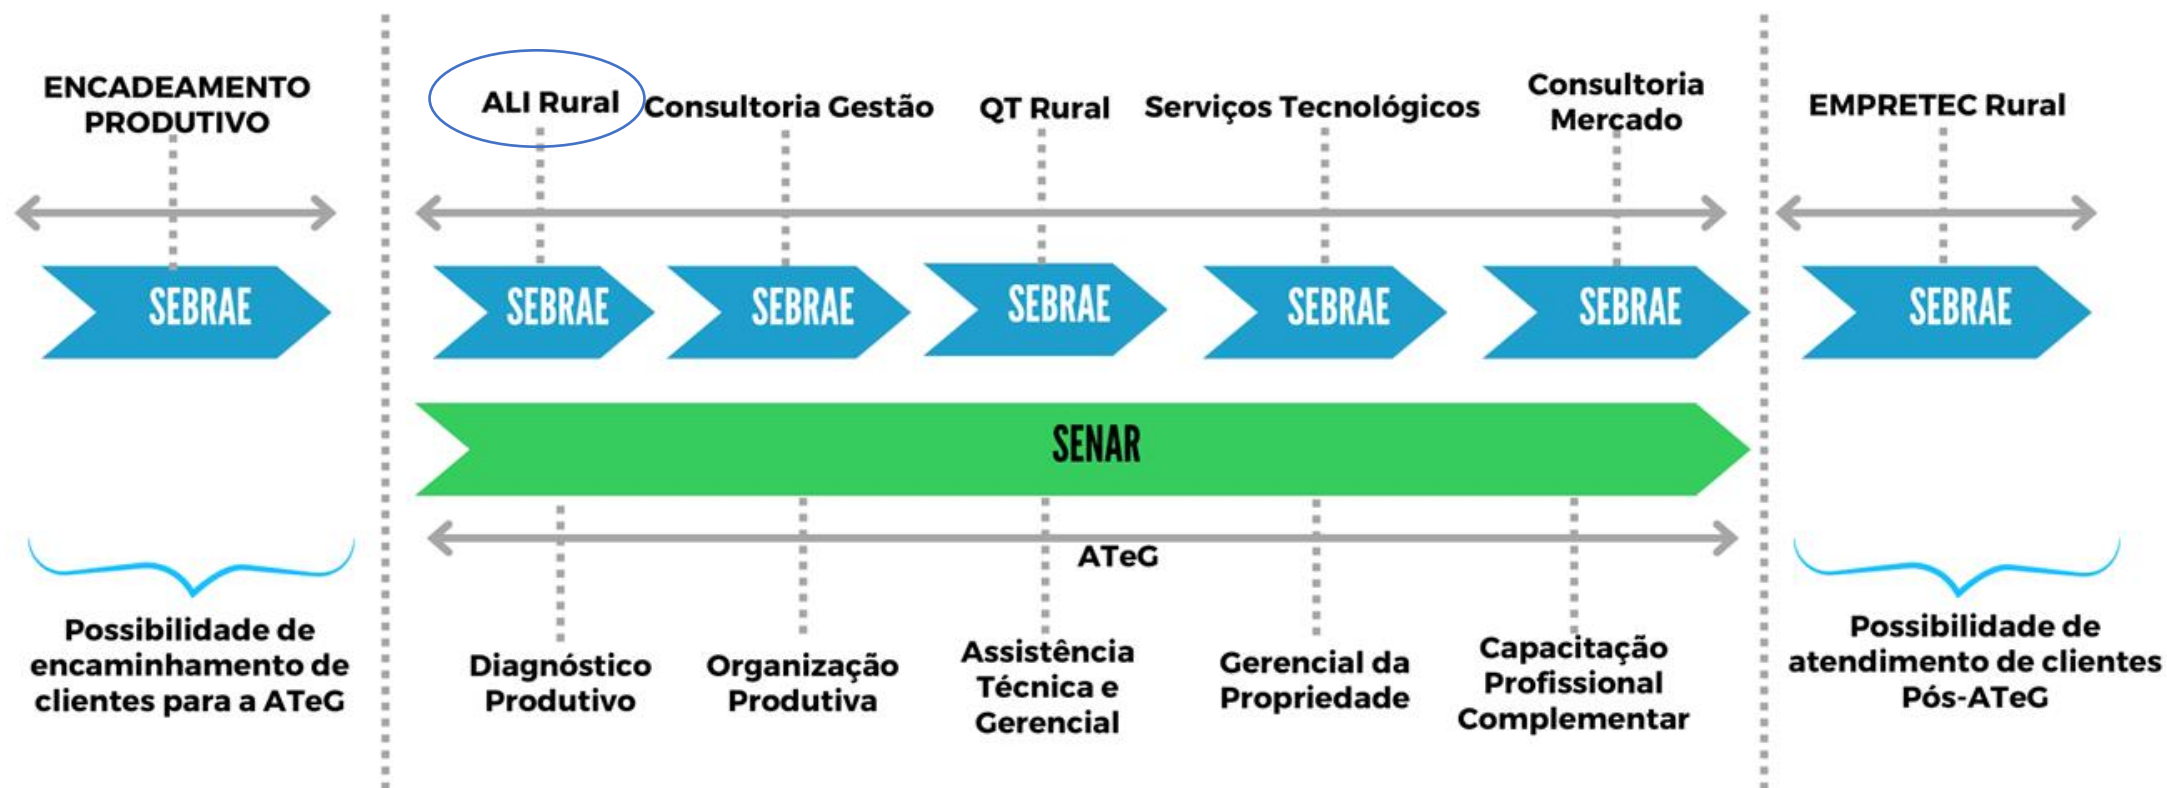 ENCADEAMENTO
PRODUTIVO
ALI Rural
Consultoria Gestão
QT Rural
Serviços Tecnológicos
Consultoria
Mercado
EMPRETEC Rural
SEBRAE
SEBRAE
SEBRAE
SEBRAE
SEBRAE
SEBRAE
SEBRAE
SENAR
ATeG
Possibilidade de
encaminhamento de
clientes para a ATeG
Diagnóstico
Produtivo
Organização
Produtiva
Assistência
Técnica e
Gerencial
Gerencial da
Propriedade
Capacitação
Profissional
Complementar
Possibilidade de
atendimento de clientes
Pós-ATeG